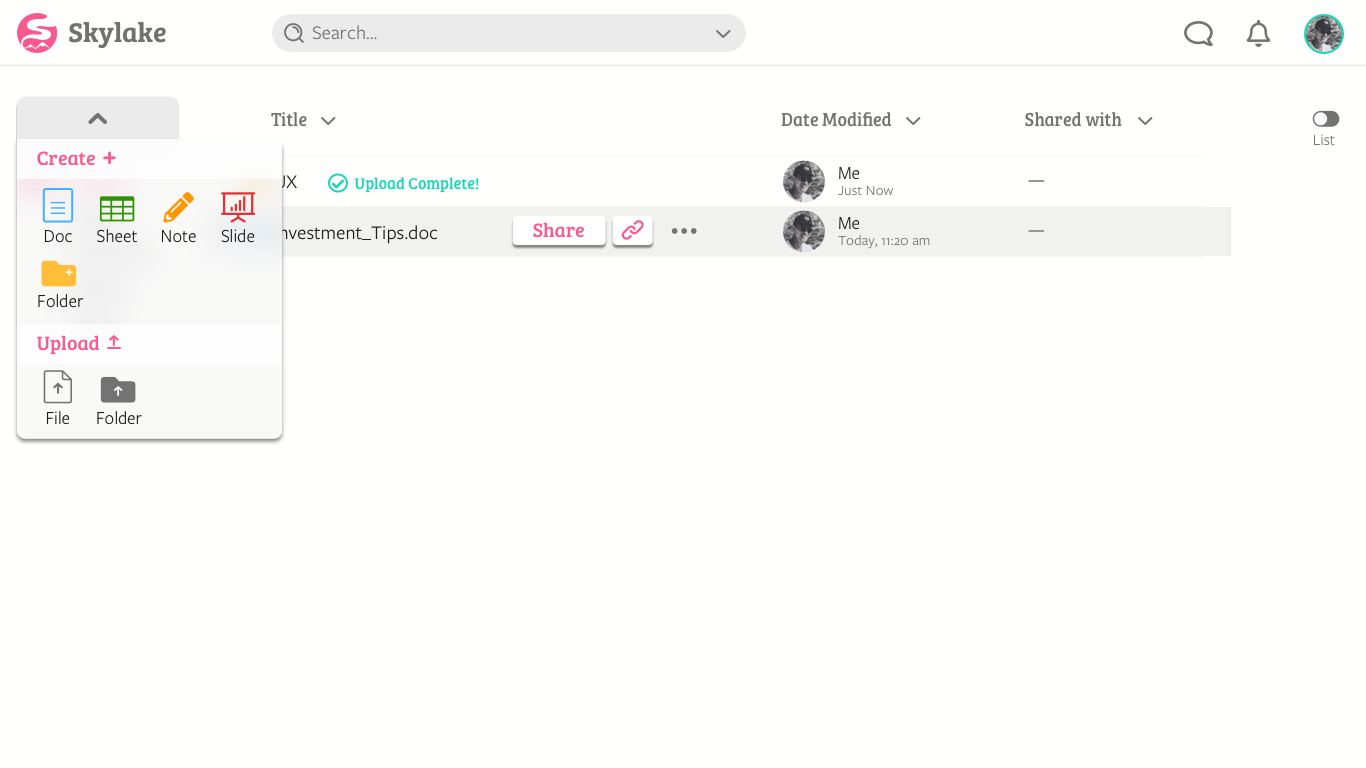 Skylake
Search...
Title
Date Modified
Shared with
List
Create +
UX
Upload Complete!
Me
Just Now
—
Doc
Sheet
Note
Slide
nvestment_Tips.doc
Share
Me
Today, 11:20 am
—
Folder
Upload
File
Folder